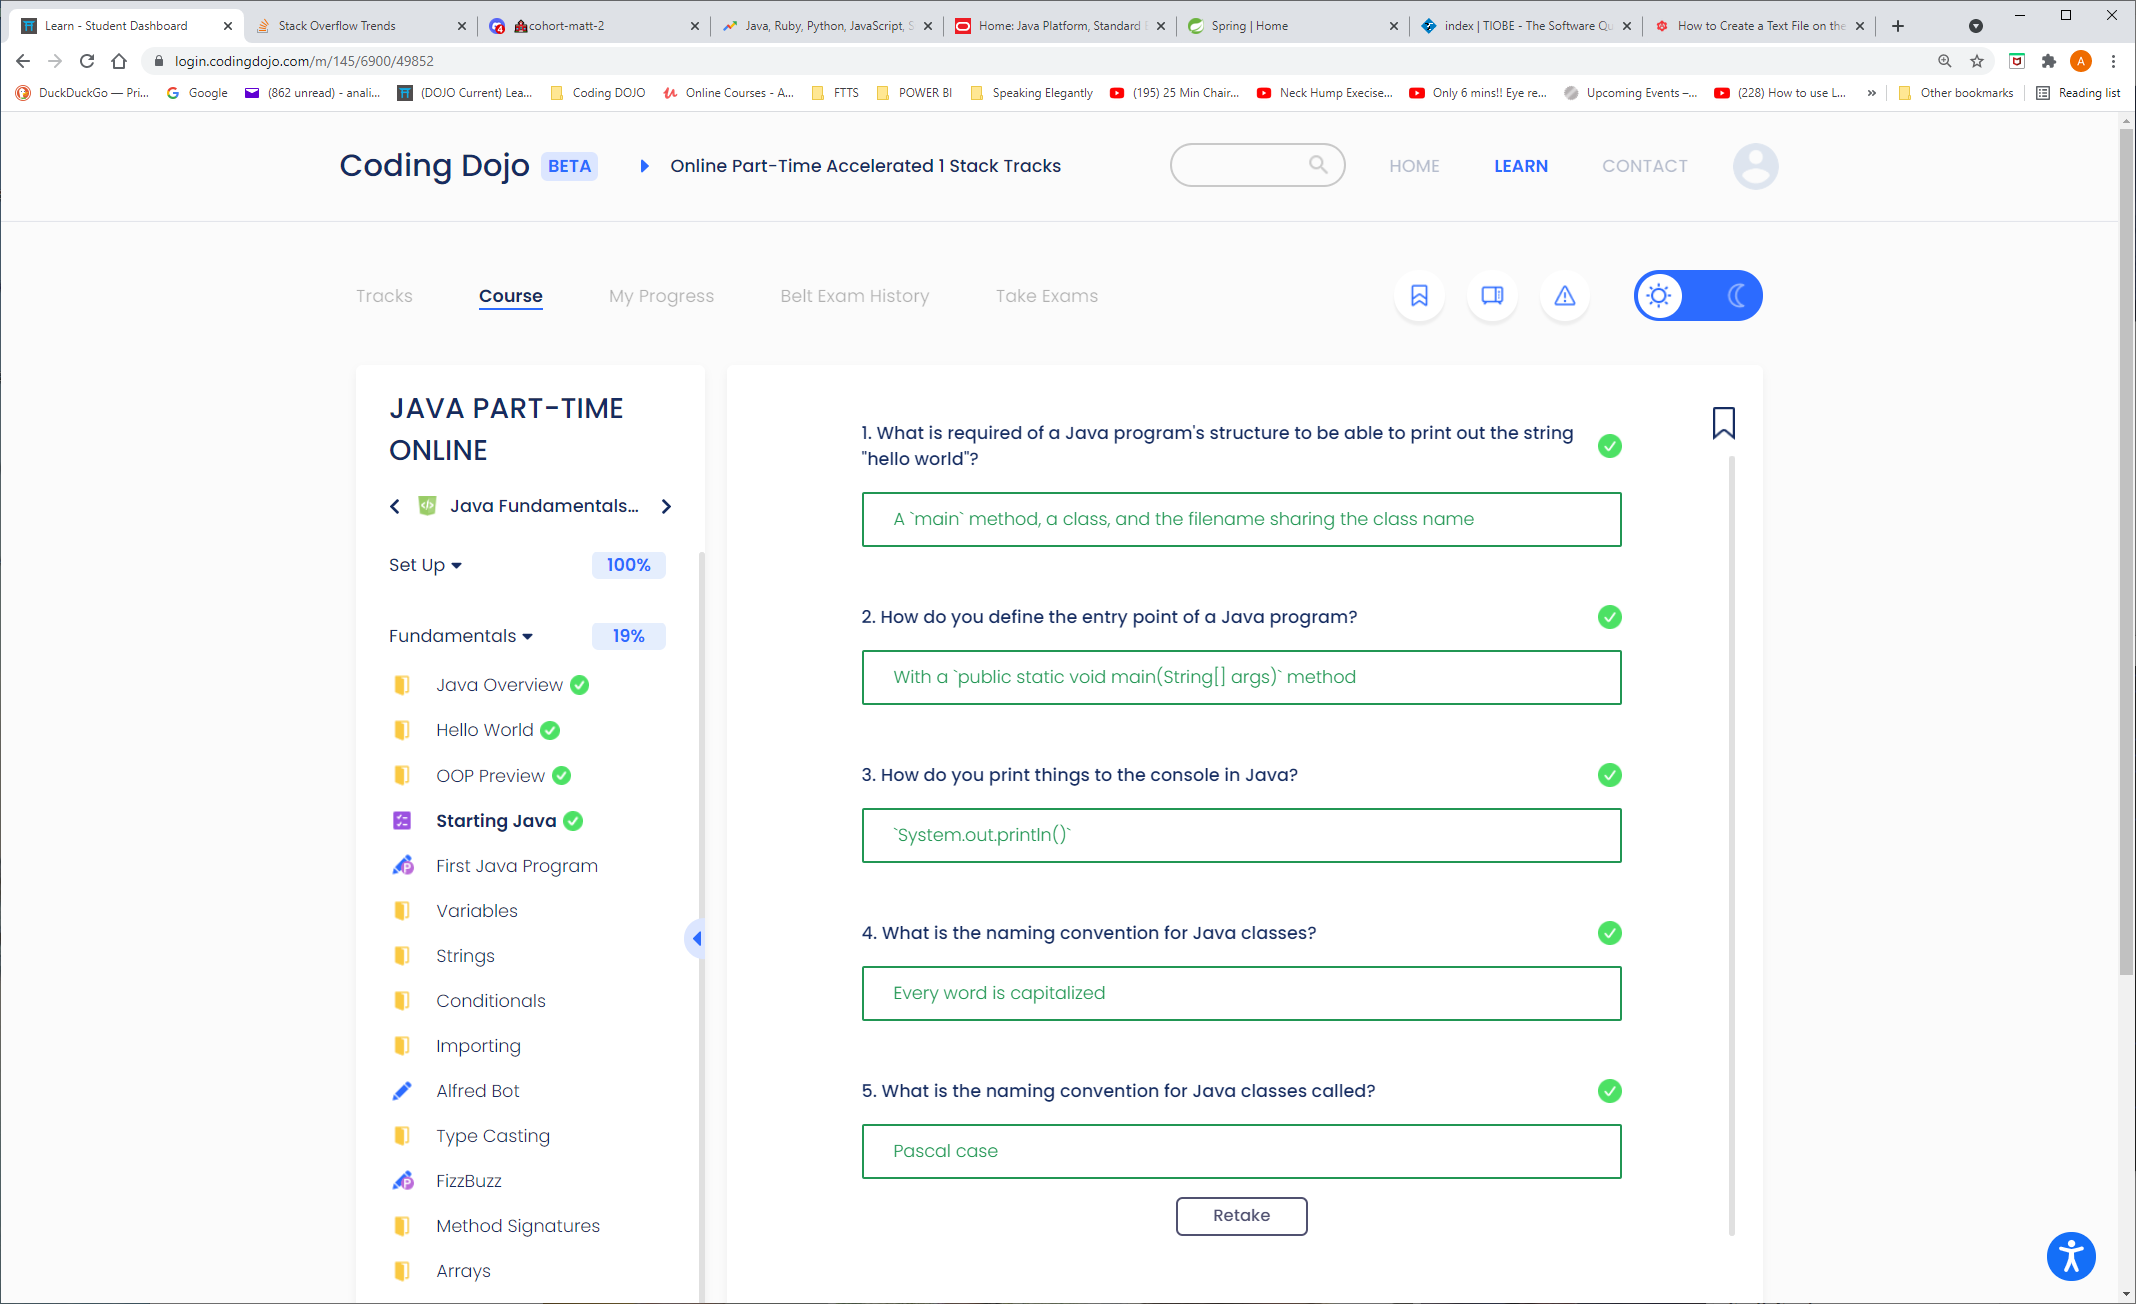 Learn - Student Dashboard
Stack Overflow Trends
4
cohort-matt-2
Java, Ruby, Python, JavaScript, S
Home: Java Platform, Standard
Spring | Home
index | TIOBE - The Software Qu
How to Create a Text File on the
login.codingdojo.com/m/145/6900/49852
A
DuckDuckGo — Pri...
Google
(862 unread) - anali...
(DOJO Current) Lea...
Coding DOJO
Online Courses - A...
FTTS
POWER BI
Speaking Elegantly
(195) 25 Min Chair...
Neck Hump Execise...
Only 6 mins!! Eye re...
Upcoming Events –...
(228) How to use L...
»
Other bookmarks
Reading list
Coding Dojo BETA
Online Part-Time Accelerated 1 Stack Tracks
HOME
LEARN
CONTACT
Tracks
Course
My Progress
Belt Exam History
Take Exams
JAVA PART-TIME
ONLINE
Java Fundamentals...
Set Up
100%
Fundamentals
19%
Java Overview
Hello World
OOP Preview
Starting Java
First Java Program
Variables
Strings
Conditionals
Importing
Alfred Bot
Type Casting
FizzBuzz
Method Signatures
Arrays
1. What is required of a Java program's structure to be able to print out the string
"hello world"?
A `main` method, a class, and the filename sharing the class name
2. How do you define the entry point of a Java program?
With a `public static void main(String[] args)` method
3. How do you print things to the console in Java?
`System.out.println()`
4. What is the naming convention for Java classes?
Every word is capitalized
5. What is the naming convention for Java classes called?
Pascal case
Retake